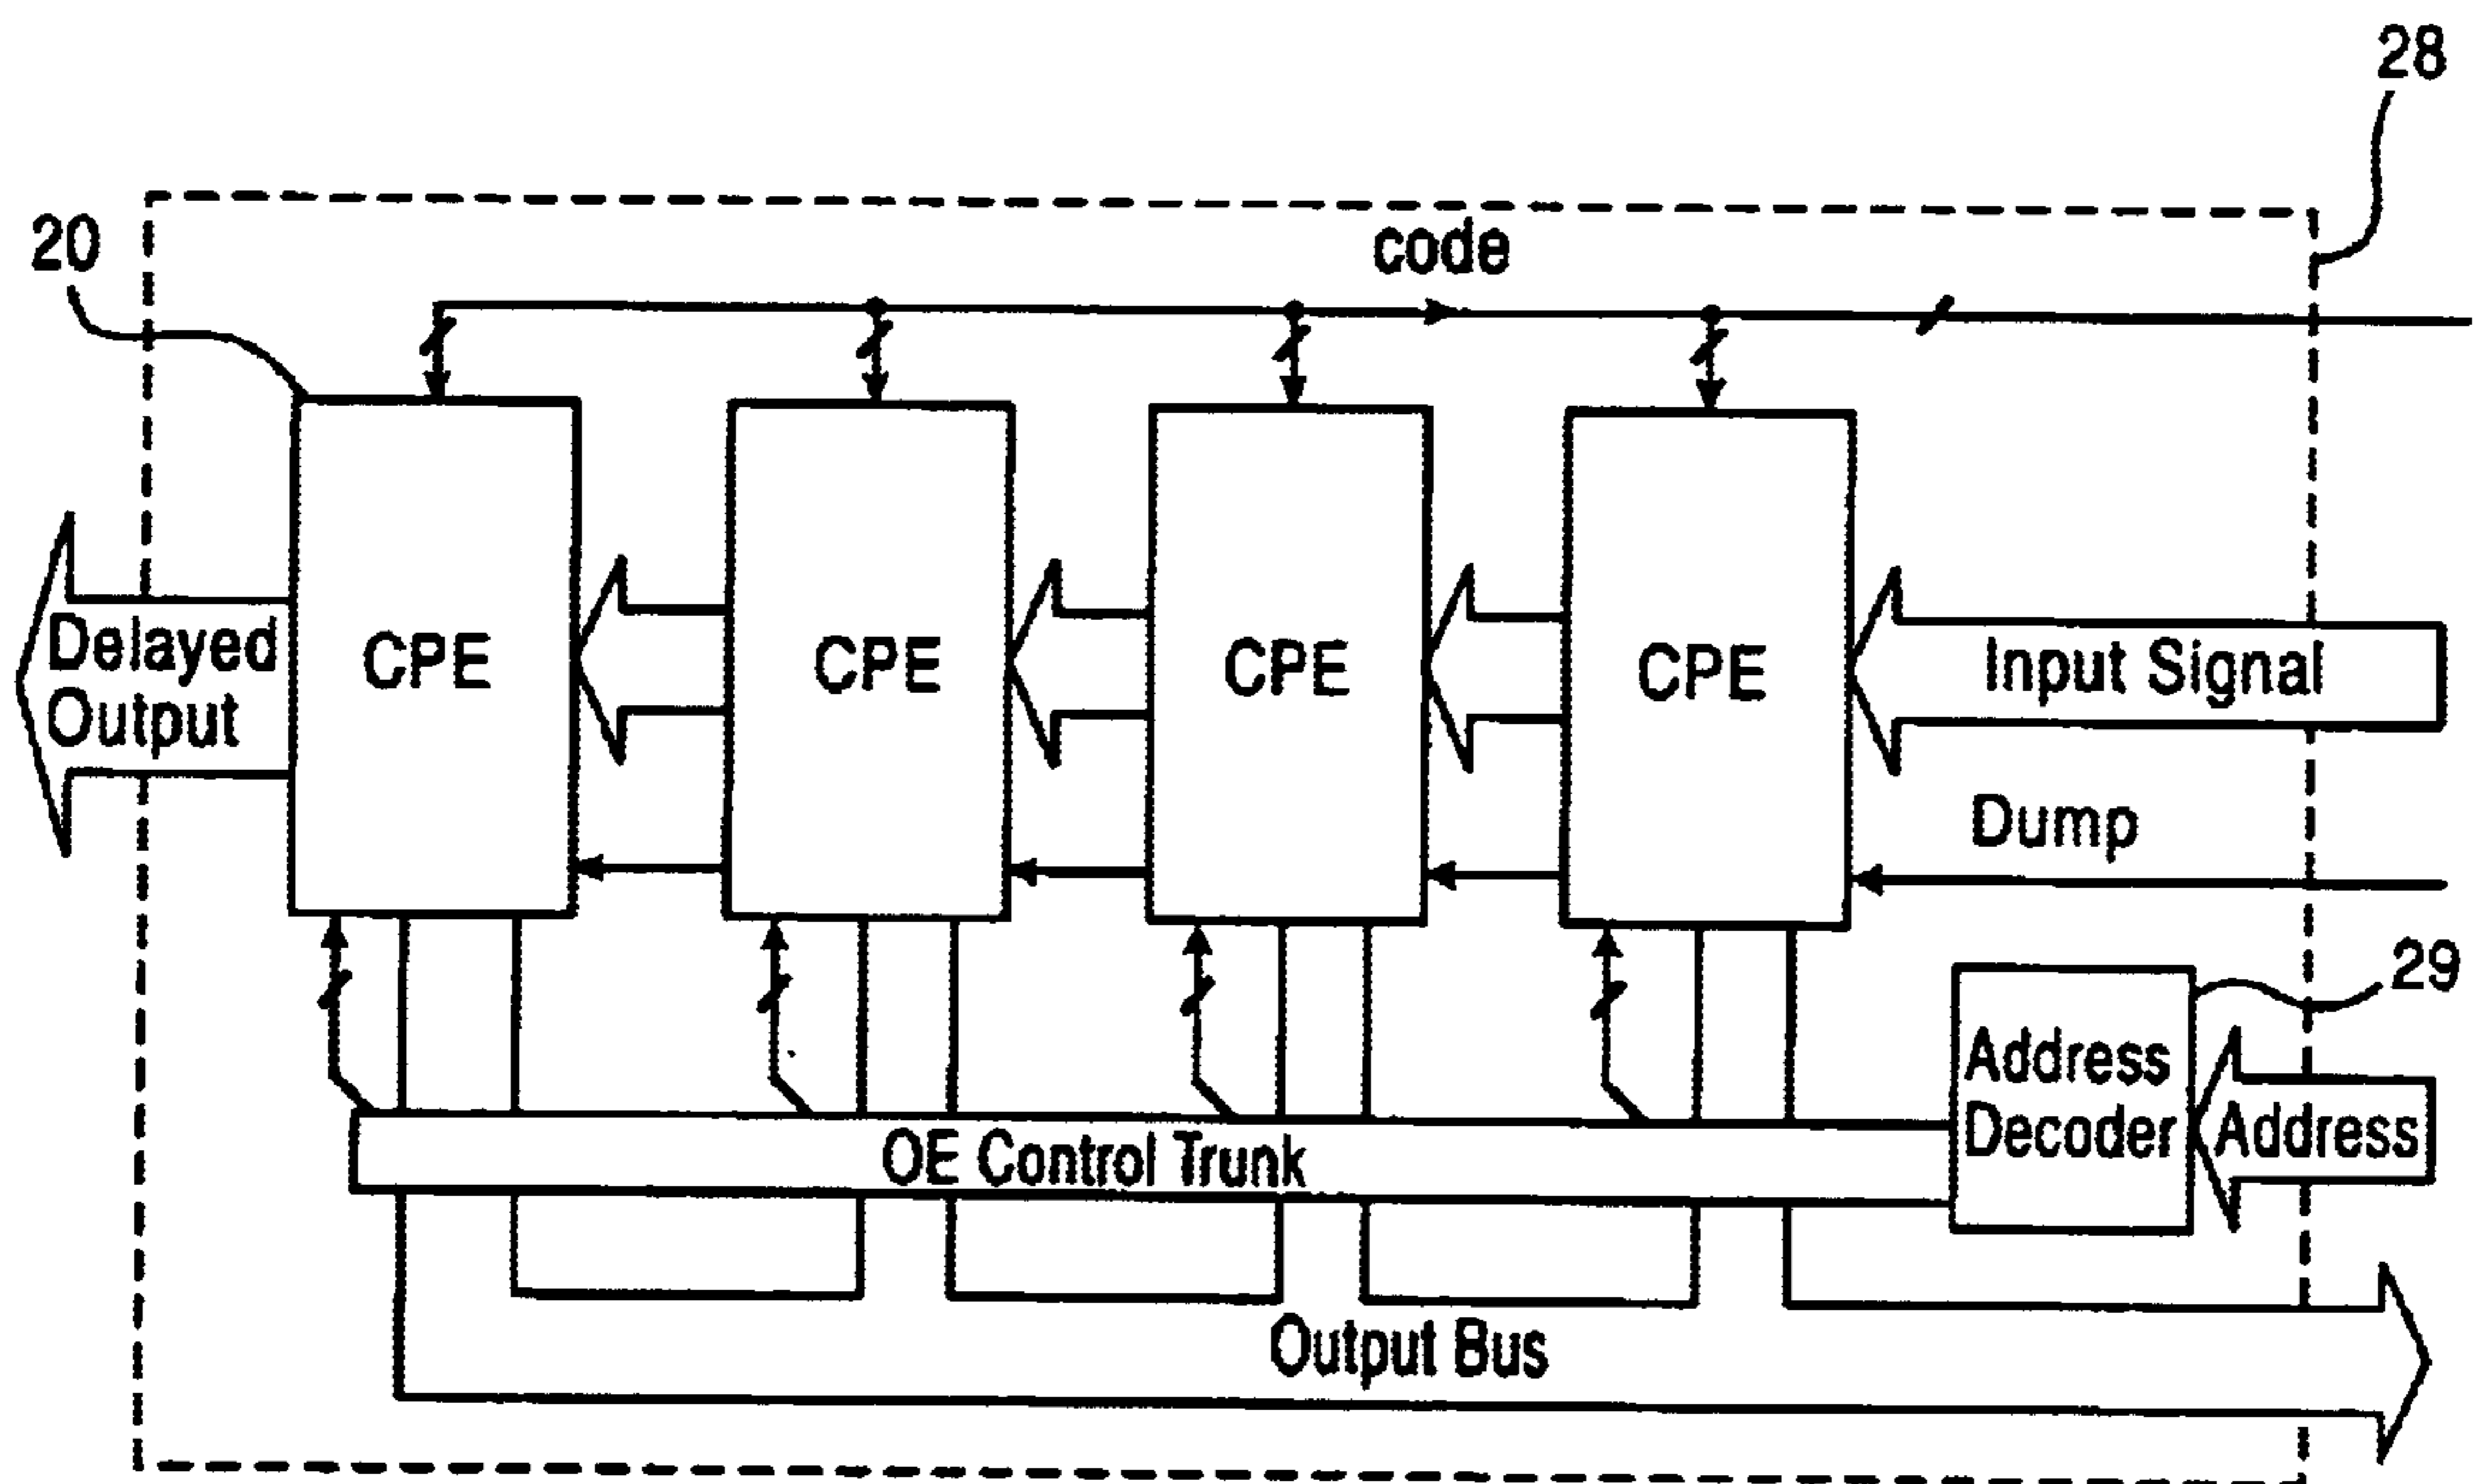 28
20
code
Delayed
Output
CPE
CPE
CPE
CPE
Input Signal
Dump
29
Address
Decoder
Address
OE Control Trunk
Output Bus